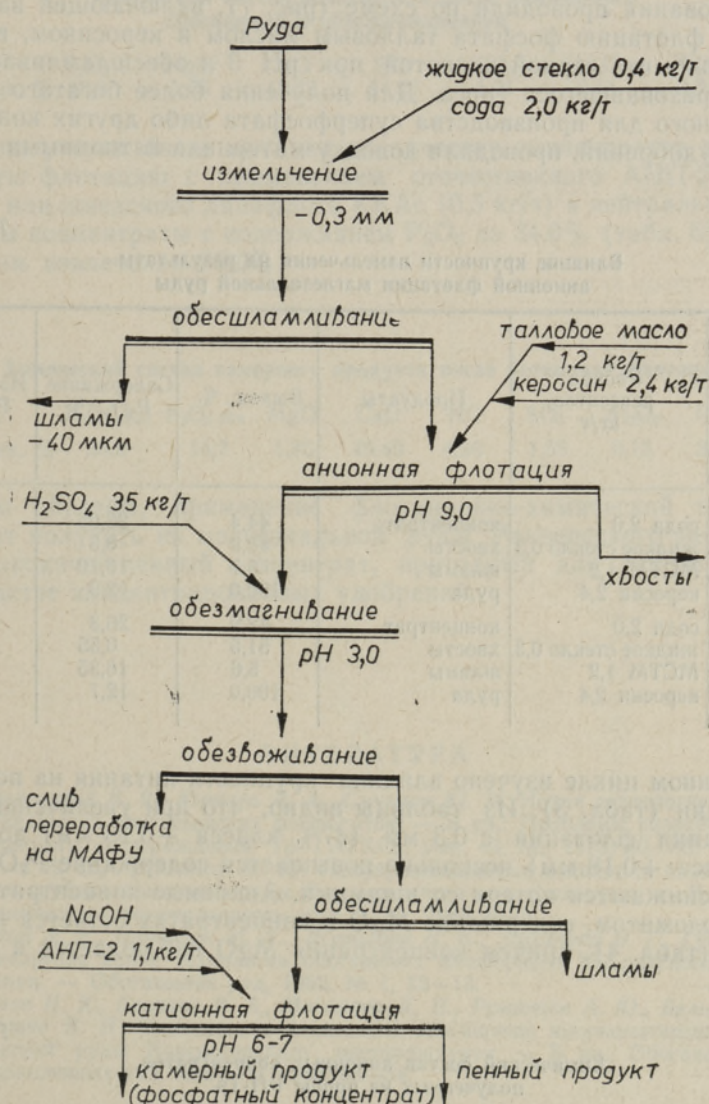 Руда
жидкое стекло 0,4 кг/т
сода 2,0 кг/т
измельчение
-0,3 мм
обесшламливание
талловое масло
1,2 кг/т
керосин 2,4 кг/т
шламы
-40 мкм
анионная флотация
H₂SO₄ 35 кг/т
pH 9,0
хвосты
обезмагнивание
pH 3,0
обезвоживание
слив
переработка
на МАФУ
обесшламливание
NaOH
АНП-2 1,1 кг/т
шламы
катионная флотация
pH 6-7
камерный продукт
пенный продукт
(фосфатный концентрат)